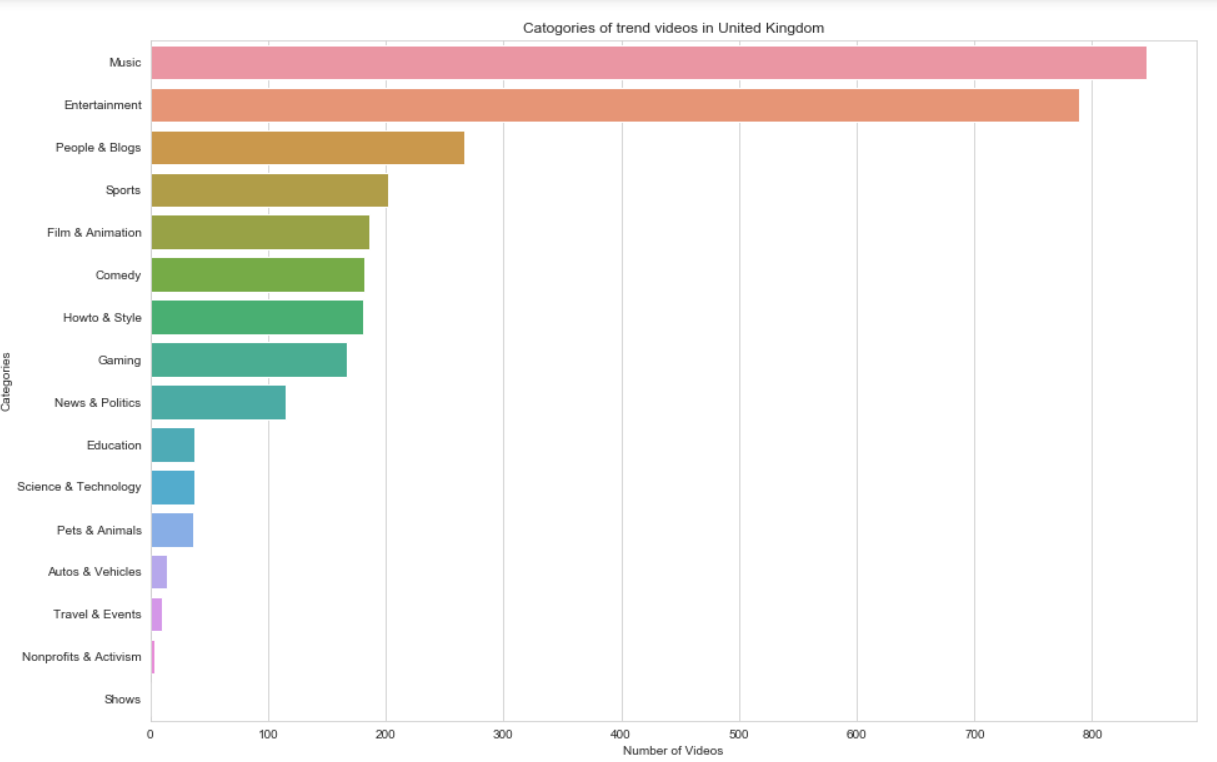 Catogories of trend videos in United Kingdom
Music
Entertainment
People & Blogs
Sports
Film & Animation
Comedy
Howto & Style
Gaming
News & Politics
Education
Science & Technology
Pets & Animals
Autos & Vehicles
Travel & Events
Nonprofits & Activism
Shows
Categories
0 100 200 300 400 500 600 700 800
Number of Videos